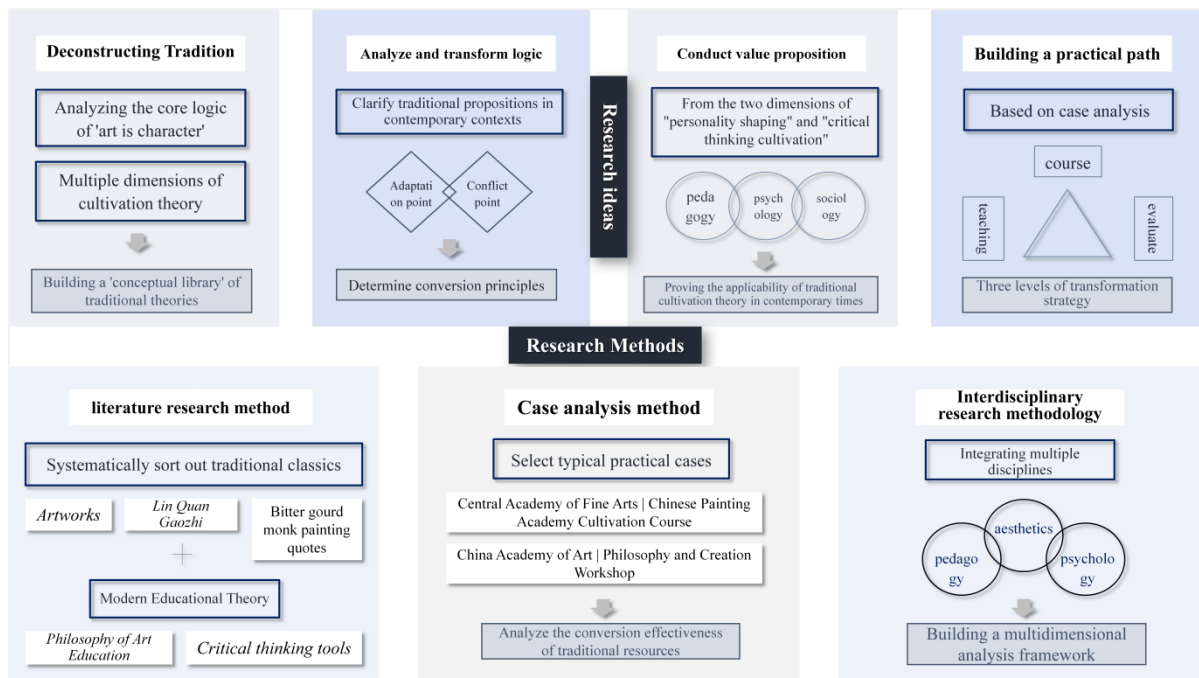 Deconstructing Tradition
Analyzing the core logic
of 'art is character'
Multiple dimensions of
cultivation theory
Building a 'conceptual library' of
traditional theories
Analyze and transform logic
Clarify traditional propositions in
contemporary contexts
Adaptati
on point
Conflict
point
Determine conversion principles
Research ideas
Conduct value proposition
From the two dimensions of
"personality shaping" and "critical
thinking cultivation"
peda
gogy
psych
ology
sociol
ogy
Proving the applicability of traditional
cultivation theory in contemporary times
Building a practical path
Based on case analysis
course
teaching
evaluate
Three levels of transformation
strategy
Research Methods
literature research method
Systematically sort out traditional classics
Artworks
Lin Quan
Gaozhi
Bitter gourd
monk painting
quotes
Modern Educational Theory
Philosophy of Art
Education
Critical thinking tools
Case analysis method
Select typical practical cases
Central Academy of Fine Arts | Chinese Painting
Academy Cultivation Course
China Academy of Art | Philosophy and Creation
Workshop
Analyze the conversion effectiveness
of traditional resources
Interdisciplinary
research methodology
Integrating multiple
disciplines
aesthetics
pedago
gy
psycholo
gy
Building a multidimensional
analysis framework